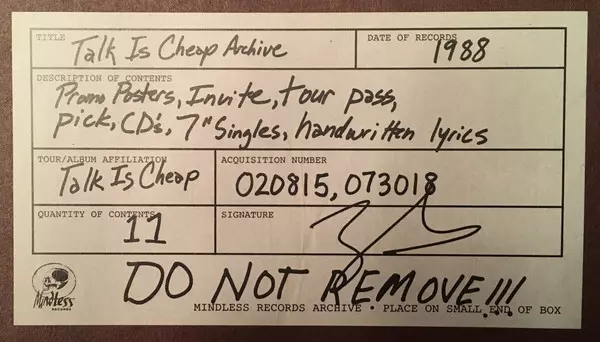 TITLE
Talk Is Cheap Archive
DATE OF RECORDS
1988
DESCRIPTION OF CONTENTS
Promo Posters, Invite, tour pass,
pick, CD's, 7" Singles, handwritten lyrics
TOUR/ALBUM AFFILIATION
Talk Is Cheap
ACQUISITION NUMBER
020815, 073018
QUANTITY OF CONTENTS
11
SIGNATURE
DO NOT REMOVE!!!
Mindless
RECORDS
MINDLESS RECORDS ARCHIVE • PLACE ON SMALL END OF BOX